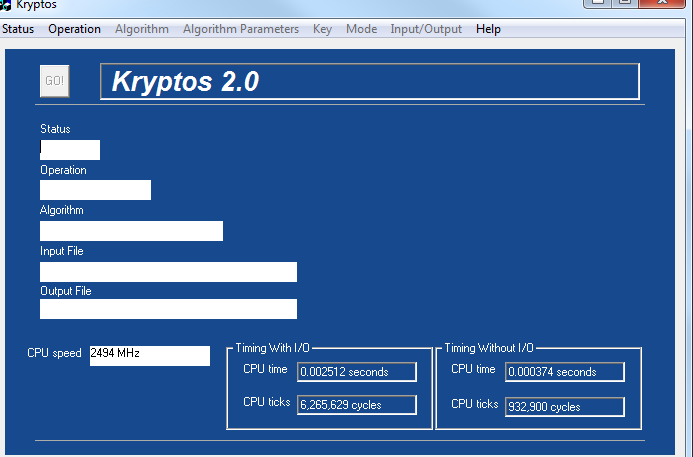 Kryptos
Status Operation Algorithm Algorithm Parameters Key Mode Input/Output Help
GO!
Kryptos 2.0
Status
Operation
Algorithm
Input File
Output File
CPU speed 2494 MHz
Timing With I/O
CPU time 0.002512 seconds
CPU ticks 6,265,629 cycles
Timing Without I/O
CPU time 0.000374 seconds
CPU ticks 932,900 cycles